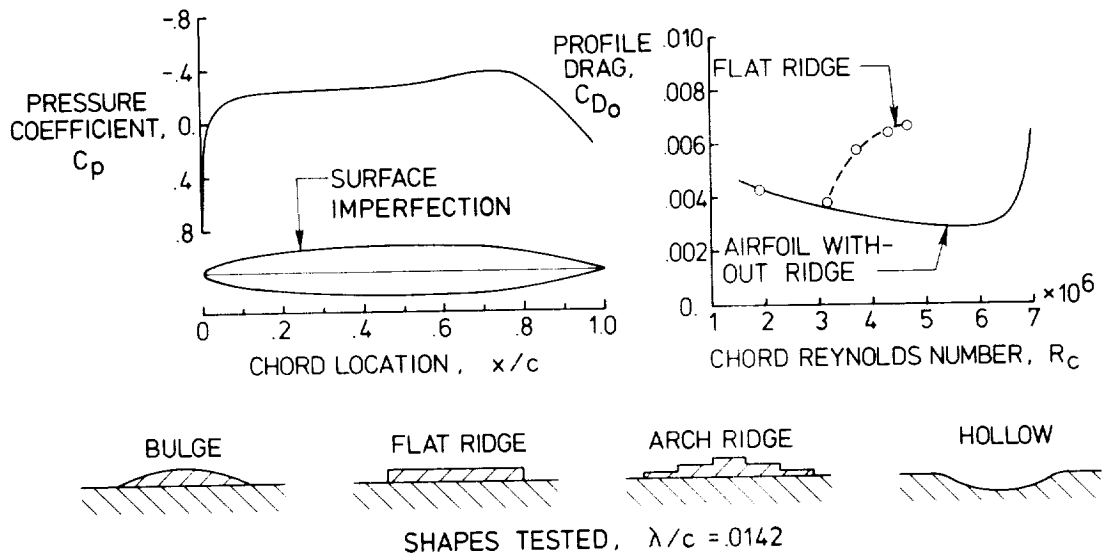 -.8
-.4
0.
.4
.8
PRESSURE
COEFFICIENT,
Cp
SURFACE
IMPERFECTION
0 .2 .4 .6 .8 1.0
CHORD LOCATION, x/c
PROFILE
DRAG,
CDo
.010
.008
.006
.004
.002
0
FLAT RIDGE
AIRFOIL WITH-
OUT RIDGE
1 2 3 4 5 6 7
×10⁶
CHORD REYNOLDS NUMBER, Rc
BULGE
FLAT RIDGE
ARCH RIDGE
HOLLOW
SHAPES TESTED, λ/c = .0142